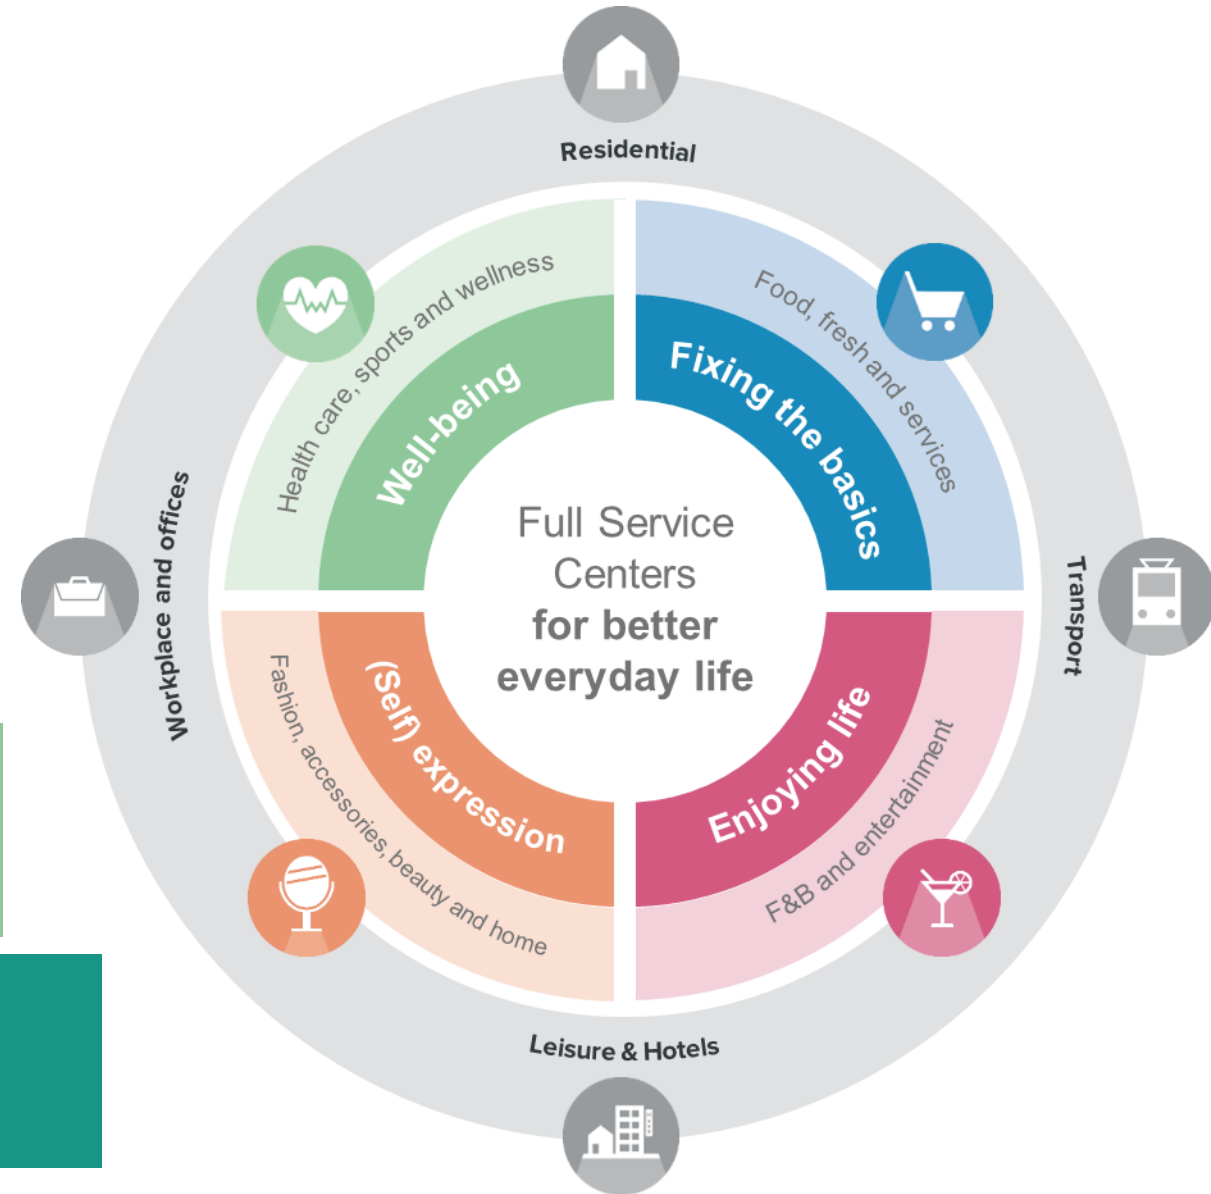 Residential
Health care, sports and wellness
Well-being
Food, fresh and services
Fixing the basics
Workplace and offices
Full Service
Centers
for better
everyday life
Transport
(Self) expression
Fashion, accessories, beauty and home
Enjoying life
F&B and entertainment
Leisure & Hotels